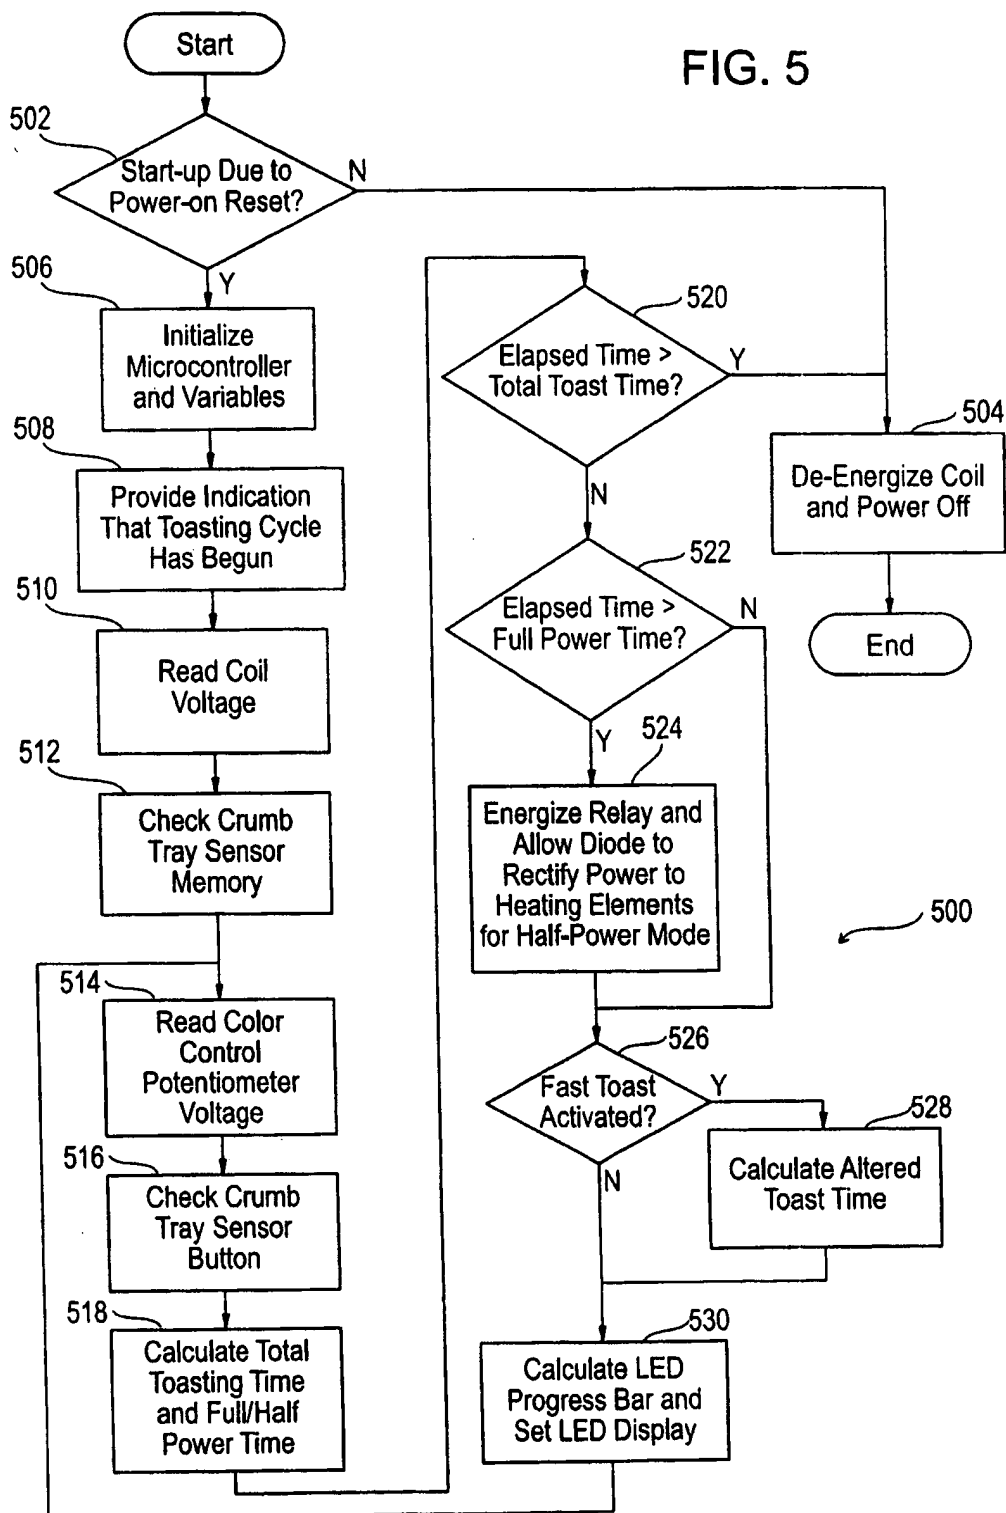 Start
FIG. 5
502
Start-up Due to
Power-on Reset?
N
Y
506
Initialize
Microcontroller
and Variables
508
Provide Indication
That Toasting Cycle
Has Begun
510
Read Coil
Voltage
512
Check Crumb
Tray Sensor
Memory
514
Read Color
Control
Potentiometer
Voltage
516
Check Crumb
Tray Sensor
Button
518
Calculate Total
Toasting Time
and Full/Half
Power Time
520
Elapsed Time >
Total Toast Time?
Y
N
504
De-Energize Coil
and Power Off
End
522
Elapsed Time >
Full Power Time?
N
Y
524
Energize Relay and
Allow Diode to
Rectify Power to
Heating Elements
for Half-Power Mode
500
526
Fast Toast
Activated?
Y
N
528
Calculate Altered
Toast Time
530
Calculate LED
Progress Bar and
Set LED Display